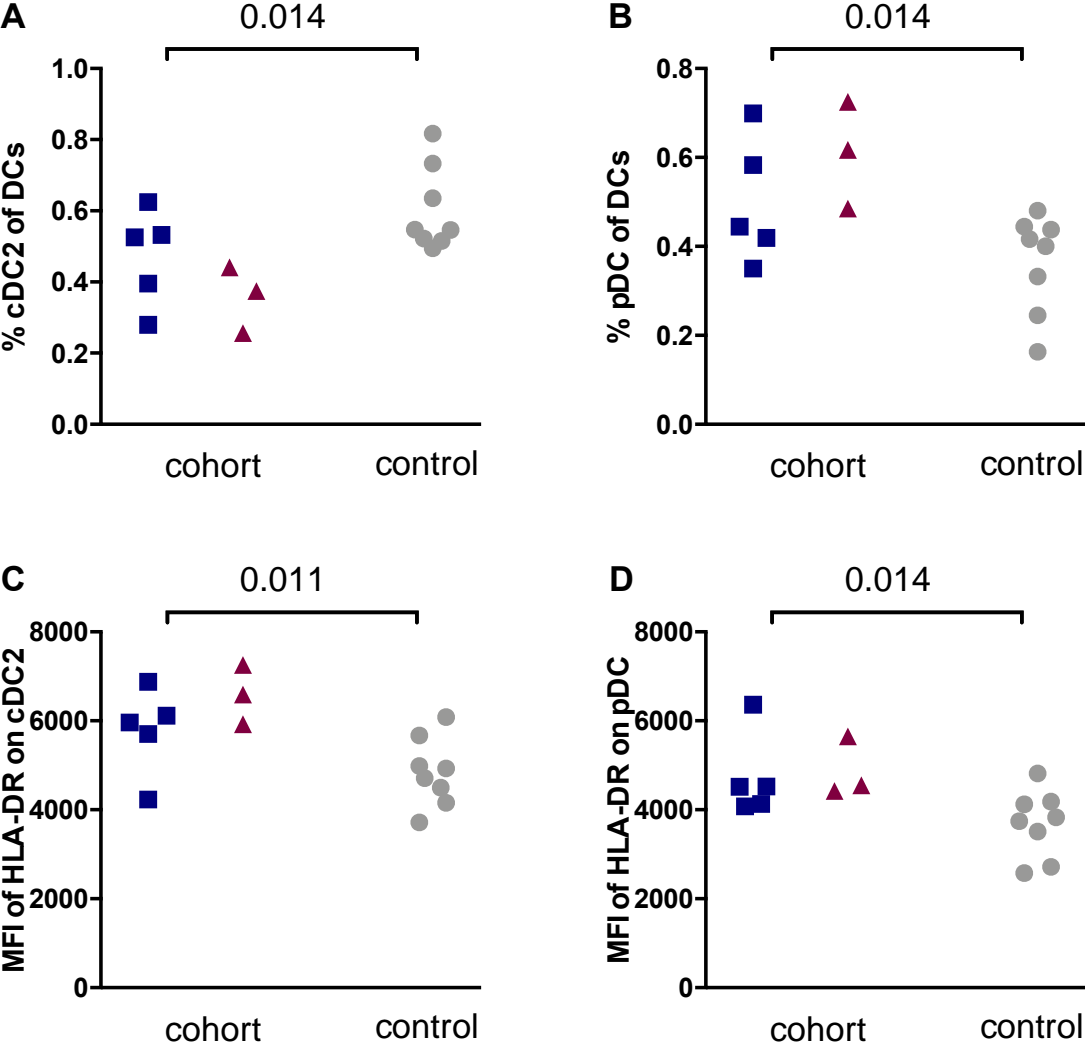 A
0.014
% cDC2 of DCs
1.0
0.8
0.6
0.4
0.2
0.0
cohort
control
B
0.014
% pDC of DCs
0.8
0.6
0.4
0.2
0.0
cohort
control
C
0.011
MFI of HLA-DR on cDC2
8000
6000
4000
2000
0
cohort
control
D
0.014
MFI of HLA-DR on pDC
8000
6000
4000
2000
0
cohort
control